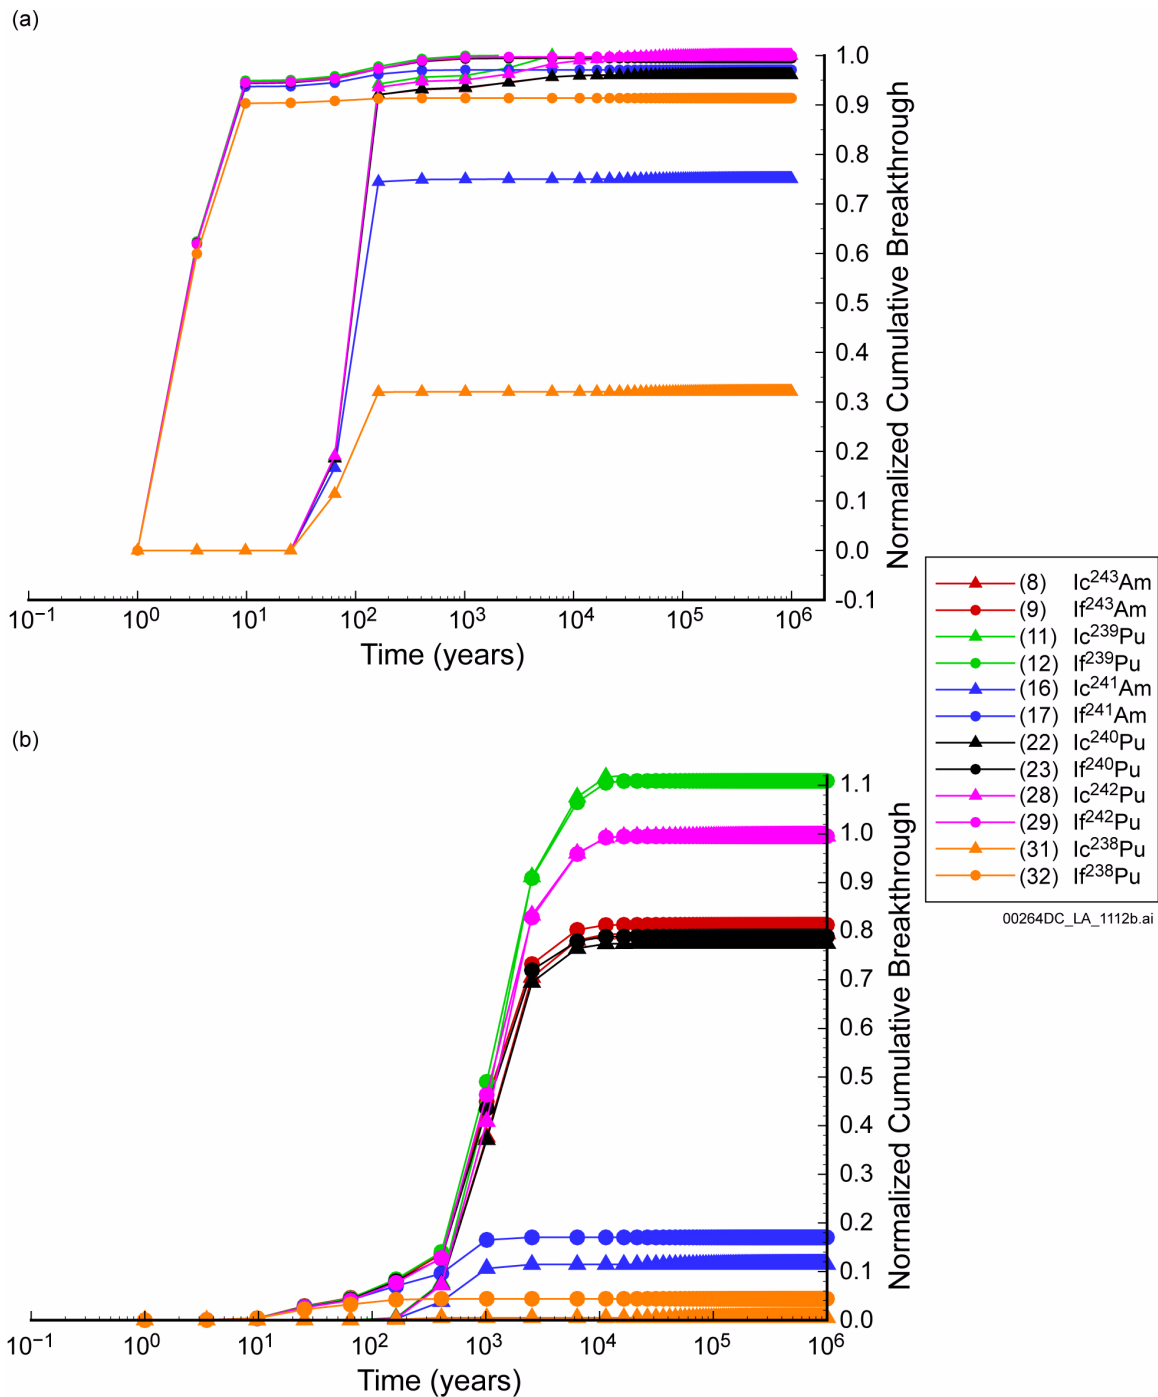 (a)
1.0
0.9
0.8
0.7
0.6
0.5
0.4
0.3
0.2
0.1
0.0
-0.1
Normalized Cumulative Breakthrough
10⁻¹ 10⁰ 10¹ 10² 10³ 10⁴ 10⁵ 10⁶
Time (years)
(8) Ic²⁴³Am
(9) If²⁴³Am
(11) Ic²³⁹Pu
(12) If²³⁹Pu
(16) Ic²⁴¹Am
(17) If²⁴¹Am
(22) Ic²⁴⁰Pu
(23) If²⁴⁰Pu
(28) Ic²⁴²Pu
(29) If²⁴²Pu
(31) Ic²³⁸Pu
(32) If²³⁸Pu
00264DC_LA_1112b.ai
(b)
1.1
1.0
0.9
0.8
0.7
0.6
0.5
0.4
0.3
0.2
0.1
0.0
Normalized Cumulative Breakthrough
10⁻¹ 10⁰ 10¹ 10² 10³ 10⁴ 10⁵ 10⁶
Time (years)